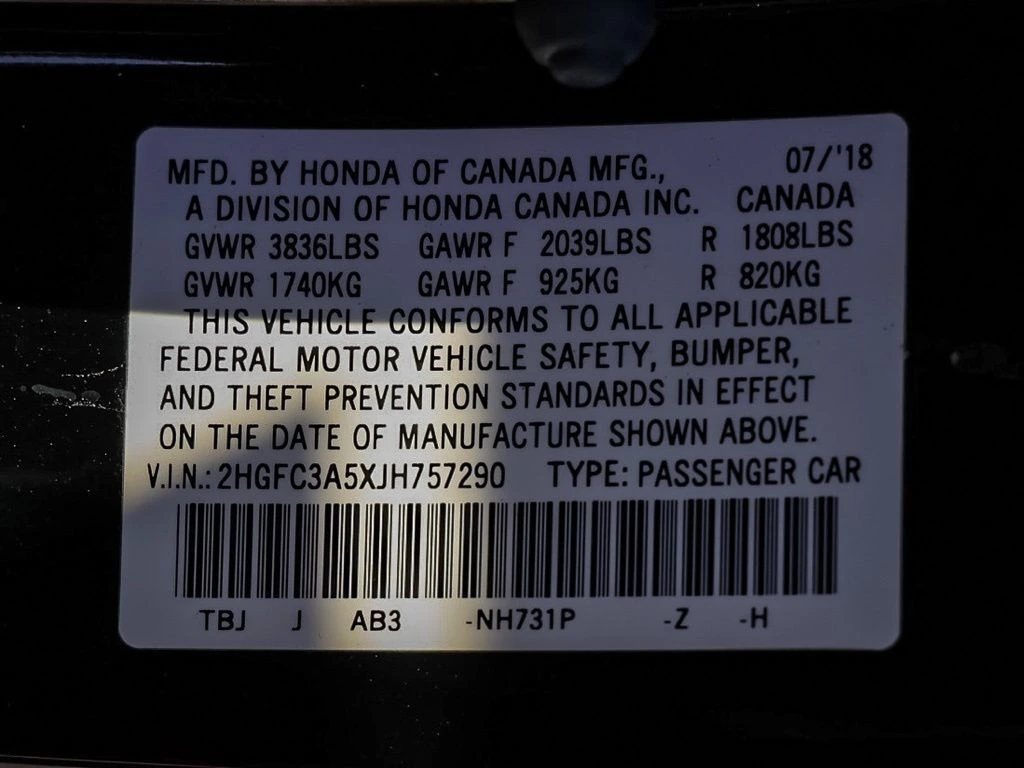 MFD. BY HONDA OF CANADA MFG., 07/'18
A DIVISION OF HONDA CANADA INC. CANADA
GVWR 3836LBS GAWR F 2039LBS R 1808LBS
GVWR 1740KG GAWR F 925KG R 820KG
THIS VEHICLE CONFORMS TO ALL APPLICABLE
FEDERAL MOTOR VEHICLE SAFETY, BUMPER,
AND THEFT PREVENTION STANDARDS IN EFFECT
ON THE DATE OF MANUFACTURE SHOWN ABOVE.
V.I.N.: 2HGFC3A5XJH757290 TYPE: PASSENGER CAR
TBJ J AB3 -NH731P -Z -H